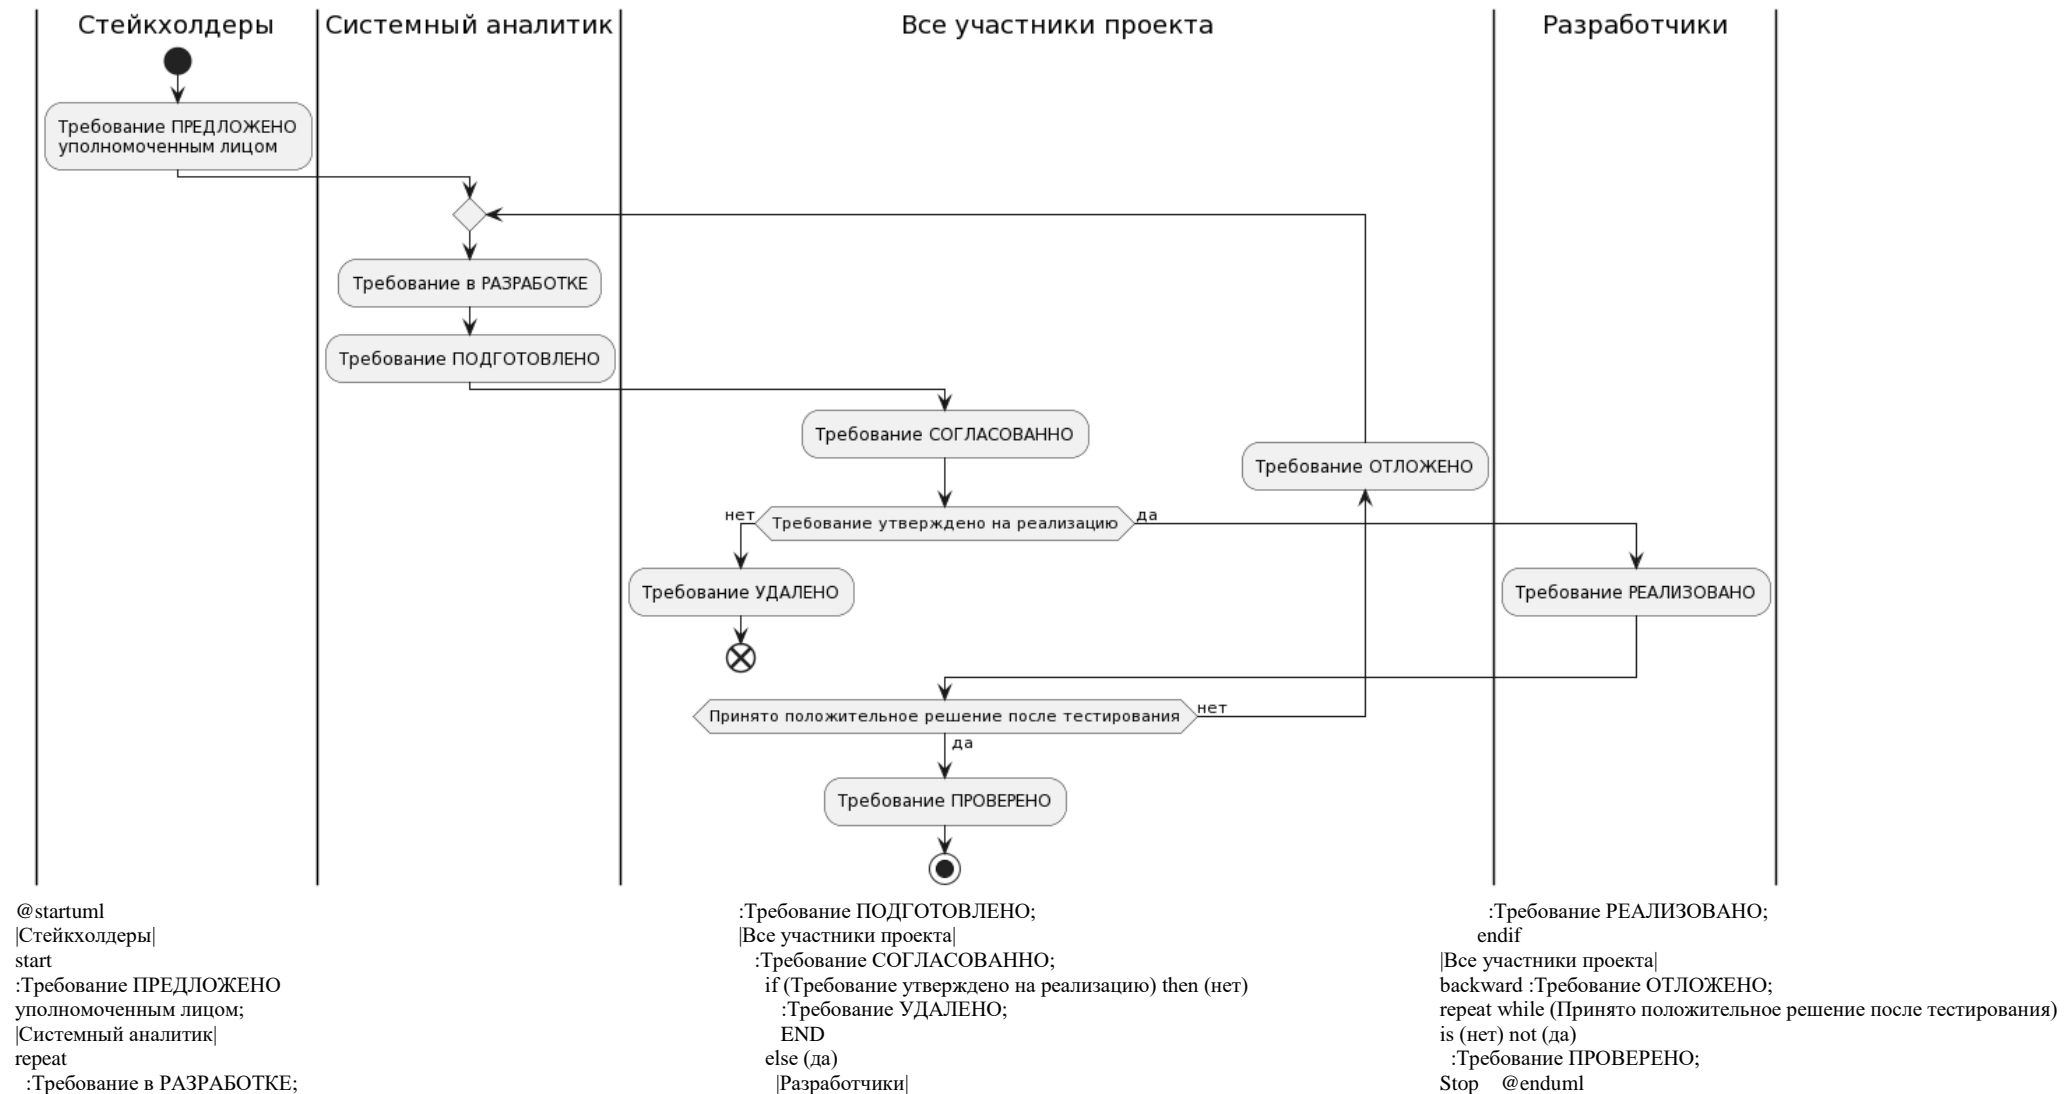 Стейкхолдеры
Системный аналитик
Все участники проекта
Разработчики
Требование ПРЕДЛОЖЕНО
уполномоченным лицом
Требование в РАЗРАБОТКЕ
Требование ПОДГОТОВЛЕНО
Требование СОГЛАСОВАННО
Требование ОТЛОЖЕНО
нет
Требование утверждено на реализацию
да
Требование УДАЛЕНО
Требование РЕАЛИЗОВАНО
Принято положительное решение после тестирования
нет
да
Требование ПРОВЕРЕНО
@startuml
|Стейкхолдеры|
start
:Требование ПРЕДЛОЖЕНО
уполномоченным лицом;
|Системный аналитик|
repeat
:Требование в РАЗРАБОТКЕ;
:Требование ПОДГОТОВЛЕНО;
|Все участники проекта|
:Требование СОГЛАСОВАННО;
if (Требование утверждено на реализацию) then (нет)
:Требование УДАЛЕНО;
END
else (да)
|Разработчики|
:Требование РЕАЛИЗОВАНО;
endif
|Все участники проекта|
backward :Требование ОТЛОЖЕНО;
repeat while (Принято положительное решение после тестирования)
is (нет) not (да)
:Требование ПРОВЕРЕНО;
Stop @enduml